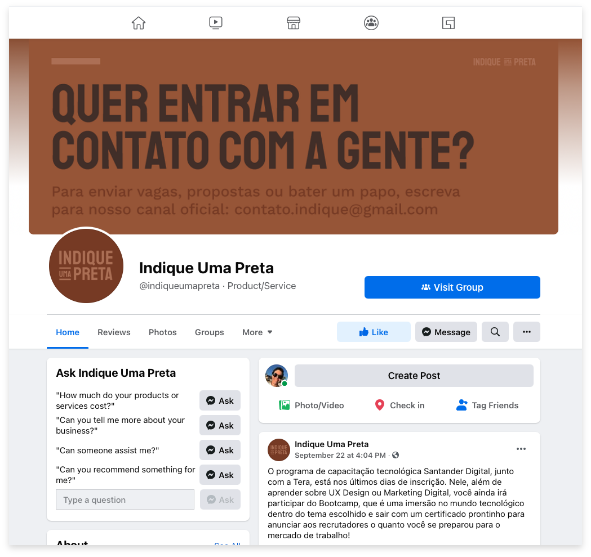 INDIQUE UMA PRETA
QUER ENTRAR EM
CONTATO COM A GENTE?
Para enviar vagas, propostas ou bater um papo, escreva
para nosso canal oficial: contato.indique@gmail.com
INDIQUE
UMA PRETA
Indique Uma Preta
@indiqueumapreta · Product/Service
Visit Group
Home Reviews Photos Groups More
Like Message
Ask Indique Uma Preta
"How much do your products or
services cost?"
Ask
"Can you tell me more about your
business?"
Ask
"Can someone assist me?"
Ask
"Can you recommend something for
me?"
Ask
Type a question
Ask
About
See All
Create Post
Photo/Video Check in Tag Friends
Indique Uma Preta
September 22 at 4:04 PM ·
O programa de capacitação tecnológica Santander Digital, junto
com a Tera, está nos últimos dias de inscrição. Nele, além de
aprender sobre UX Design ou Marketing Digital, você ainda irá
participar do Bootcamp, que é uma imersão no mundo tecnológico
dentro do tema escolhido e sair com um certificado prontinho para
anunciar aos recrutadores o quanto você se preparou para o
mercado de trabalho!